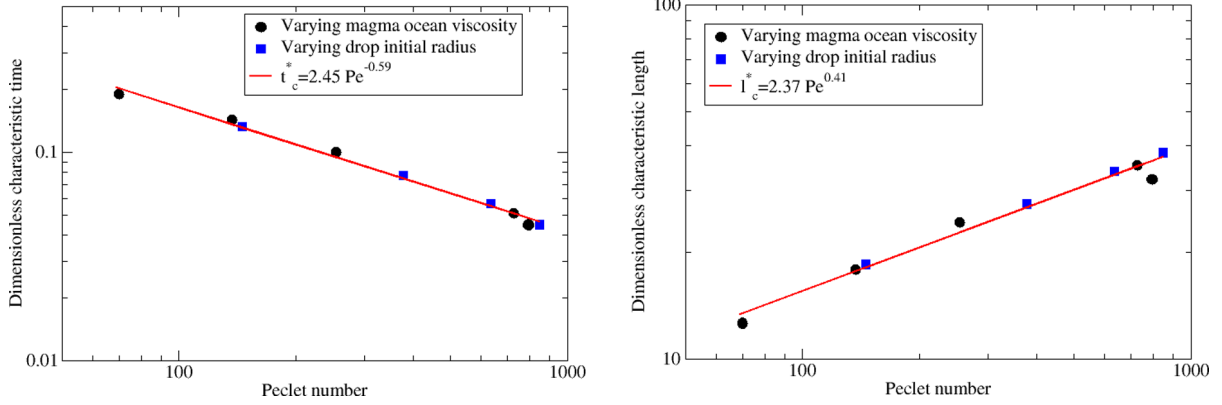 Varying magma ocean viscosity
Varying drop initial radius
t*c=2.45 Pe-0.59
Dimensionless characteristic time
0.1
0.01
100
1000
Peclet number
100
Varying magma ocean viscosity
Varying drop initial radius
l*c=2.37 Pe0.41
Dimensionless characteristic length
10
100
1000
Peclet number